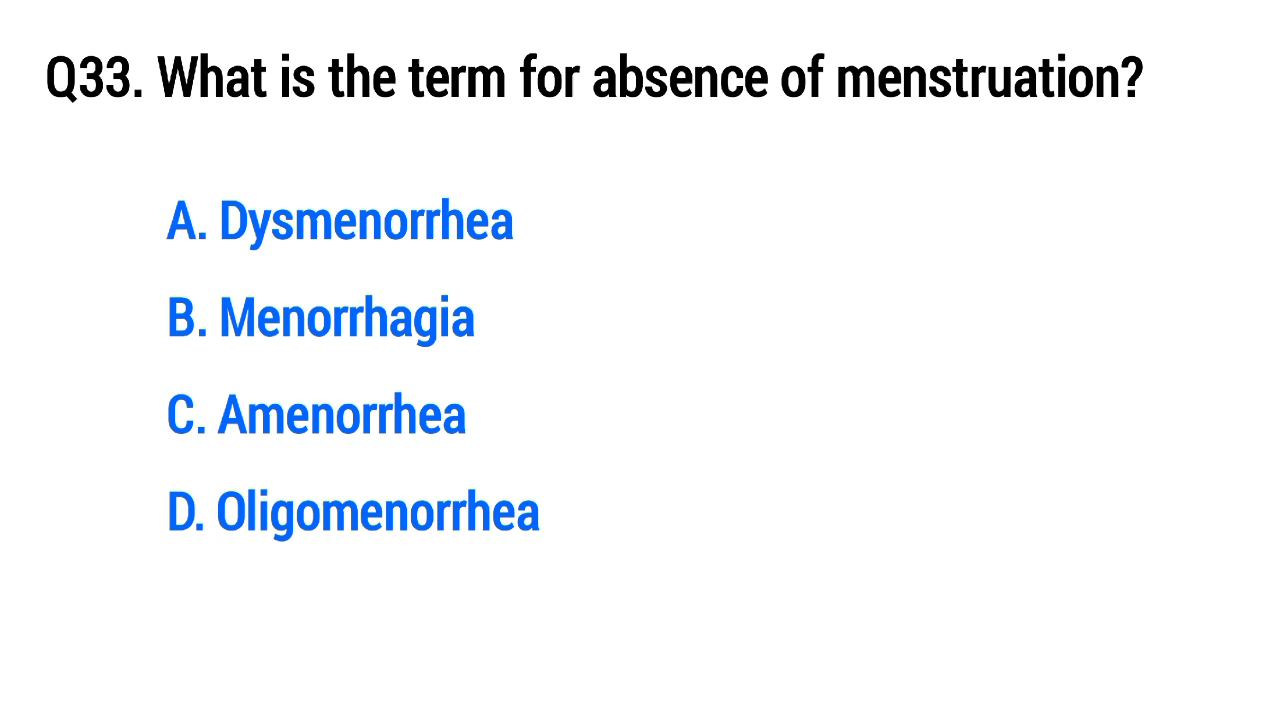 Q33. What is the term for absence of menstruation?
A. Dysmenorrhea
B. Menorrhagia
C. Amenorrhea
D. Oligomenorrhea